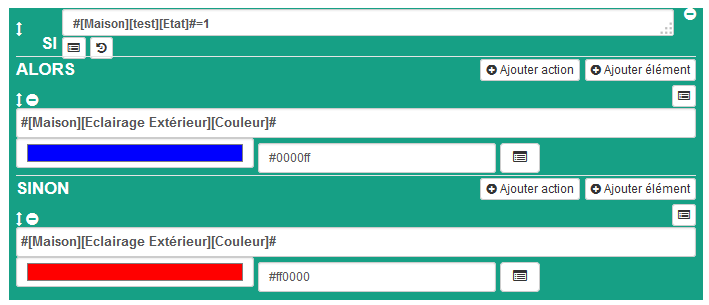 #[Maison][test][Etat]#=1
SI
ALORS
Ajouter action
Ajouter élément
#[Maison][Eclairage Extérieur][Couleur]#
#0000ff
SINON
Ajouter action
Ajouter élément
#[Maison][Eclairage Extérieur][Couleur]#
#ff0000